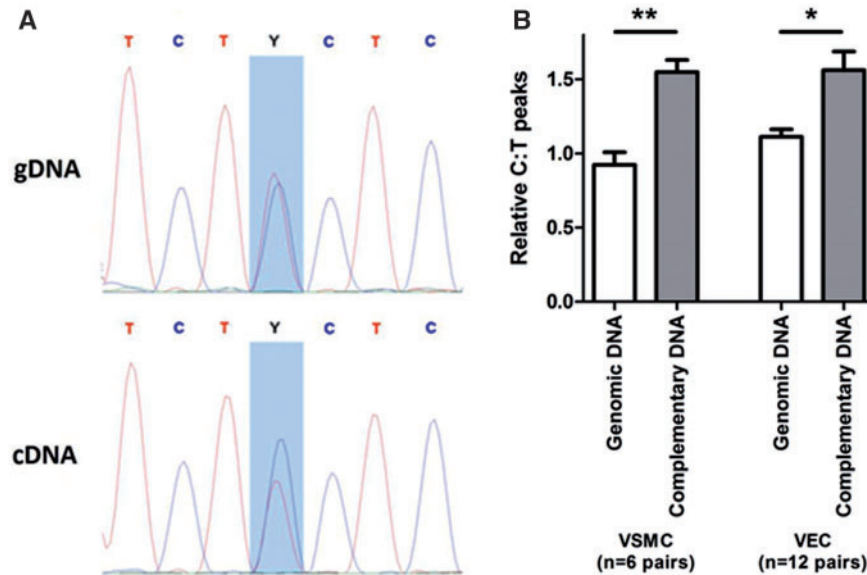 A
T C T Y C T C
gDNA
T C T Y C T C
cDNA
B
** *
Relative C:T peaks
1.5
1.0
0.5
0.0
Genomic DNA
Complementary DNA
Genomic DNA
Complementary DNA
VSMC
(n=6 pairs)
VEC
(n=12 pairs)